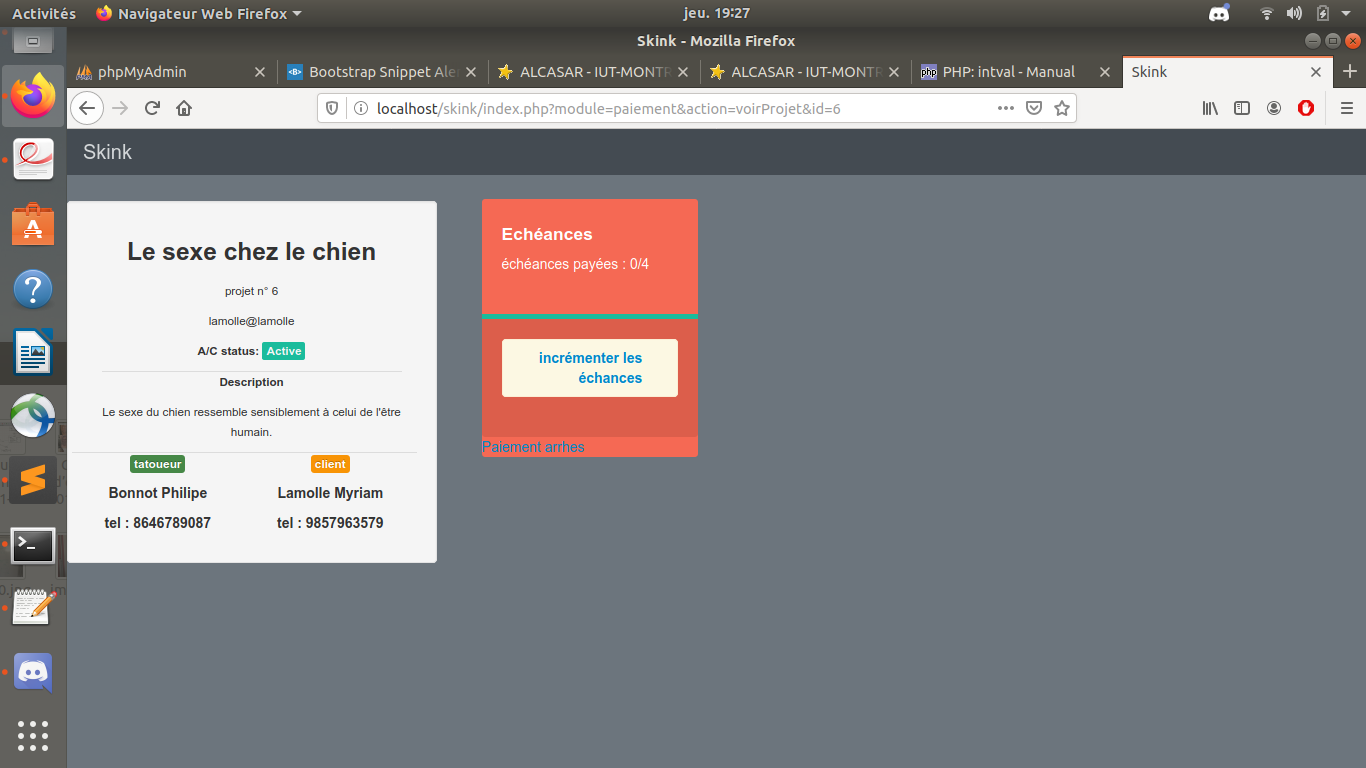 Activités Navigateur Web Firefox jeu. 19:27
Skink - Mozilla Firefox
phpMyAdmin Bootstrap Snippet Ale ALCASAR - IUT-MONTR ALCASAR - IUT-MONTR PHP: intval - Manual Skink
localhost/skink/index.php?module=paiement&action=voirProjet&id=6
Skink
Le sexe chez le chien
projet n° 6
lamolle@lamolle
A/C status: Active
Description
Le sexe du chien ressemble sensiblement à celui de l'être
humain.
tatoueur client
Bonnot Philipe Lamolle Myriam
tel : 8646789087 tel : 9857963579
Echéances
échéances payées : 0/4
incrémenter les
échances
Paiement arrhes